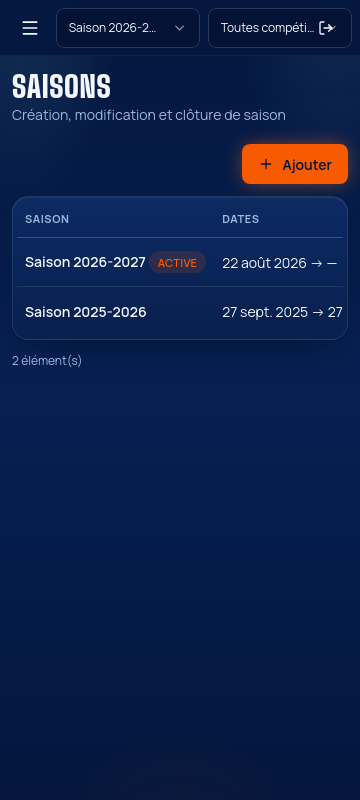 Saison 2026-2...
Toutes compéti...
SAISONS
Création, modification et clôture de saison
+ Ajouter
SAISON DATES
Saison 2026-2027 ACTIVE 22 août 2026 → —
Saison 2025-2026 27 sept. 2025 → 27
2 élément(s)